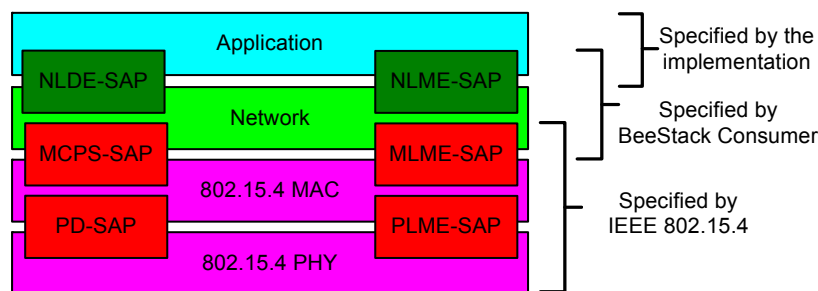 Application
Specified by the
implementation
NLDE-SAP
NLME-SAP
Network
Specified by
BeeStack Consumer
MCPS-SAP
MLME-SAP
802.15.4 MAC
Specified by
IEEE 802.15.4
PD-SAP
PLME-SAP
802.15.4 PHY